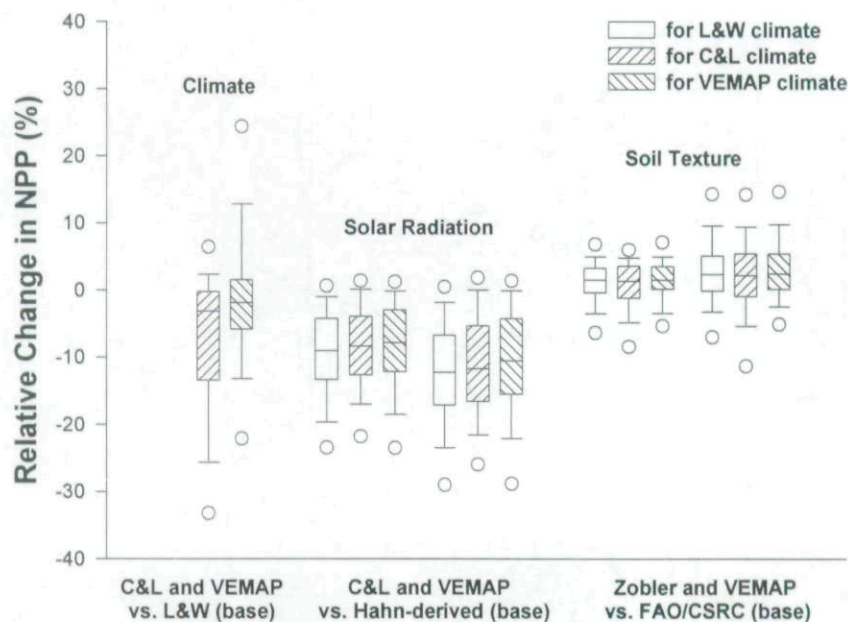 Relative Change in NPP (%)
40
30
20
10
0
-10
-20
-30
-40
for L&W climate
for C&L climate
for VEMAP climate
Climate
Solar Radiation
Soil Texture
C&L and VEMAP
vs. L&W (base)
C&L and VEMAP
vs. Hahn-derived (base)
Zobler and VEMAP
vs. FAO/CSRC (base)